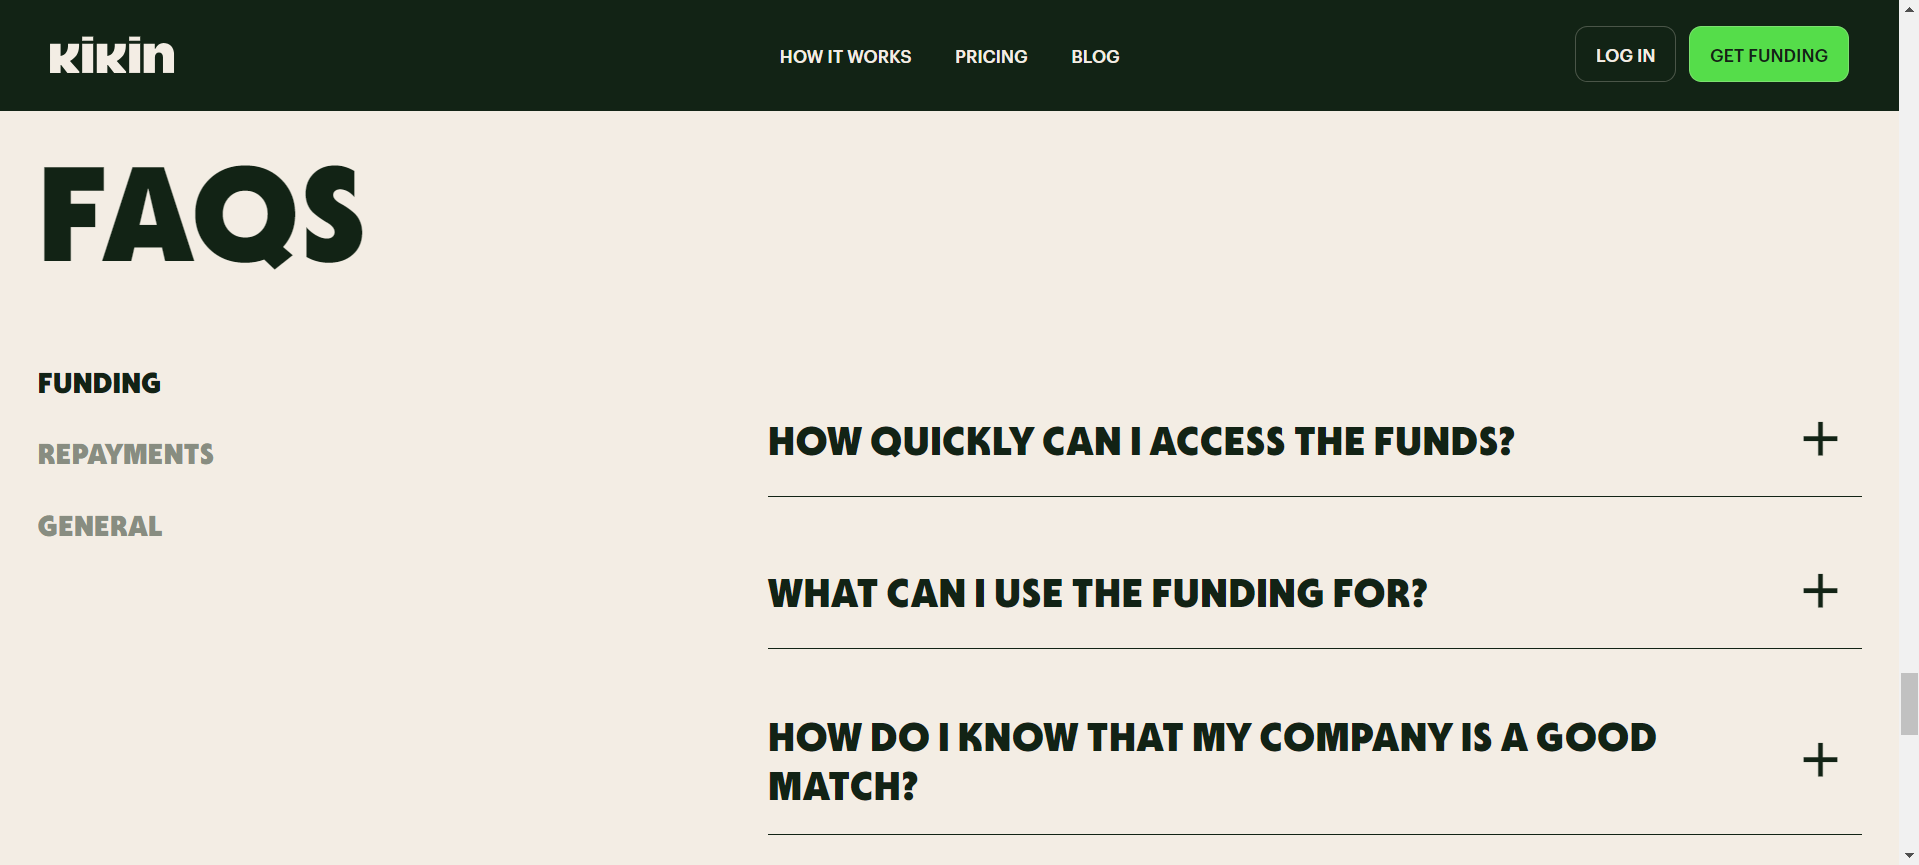 kikin
HOW IT WORKS
PRICING
BLOG
LOG IN
GET FUNDING
FAQS
FUNDING
REPAYMENTS
GENERAL
HOW QUICKLY CAN I ACCESS THE FUNDS?
WHAT CAN I USE THE FUNDING FOR?
HOW DO I KNOW THAT MY COMPANY IS A GOOD
MATCH?